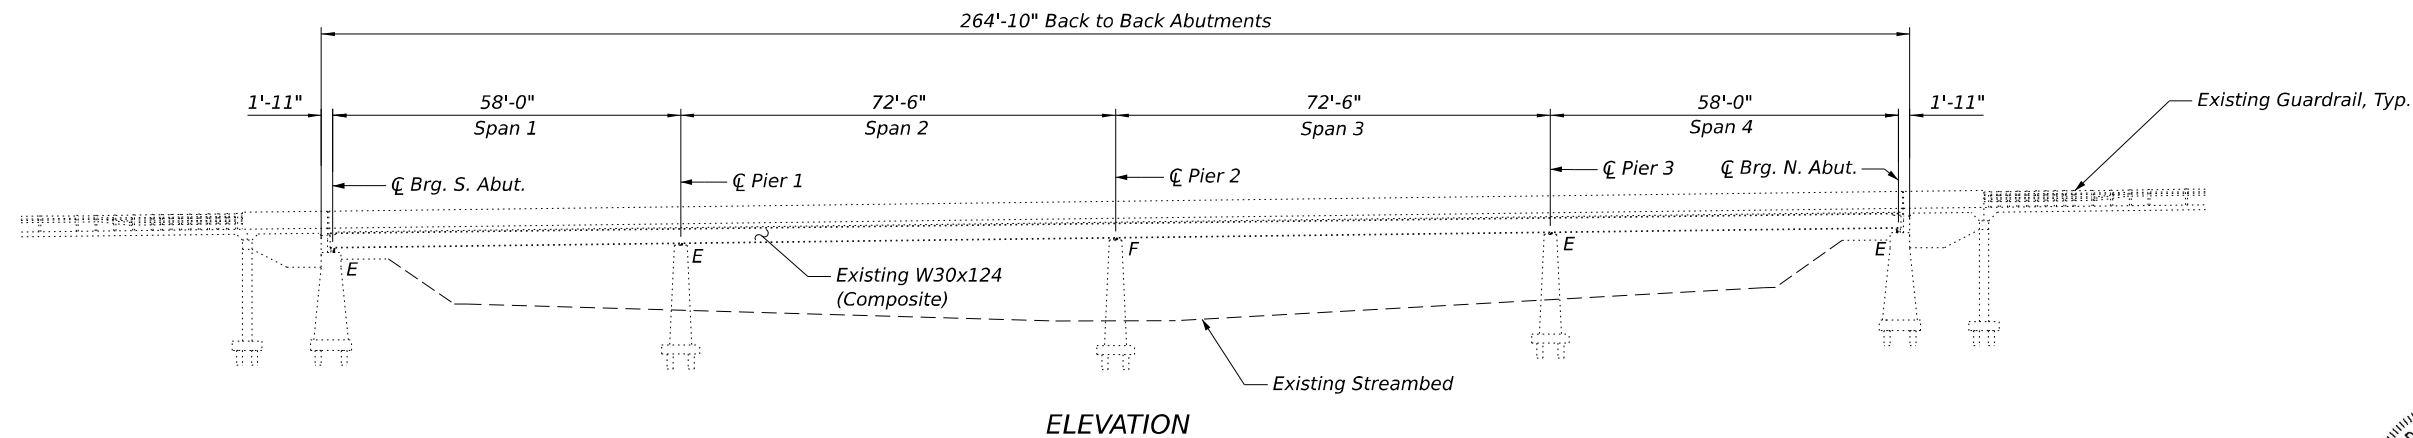 264'-10" Back to Back Abutments
1'-11" 58'-0" 72'-6" 72'-6" 58'-0" 1'-11"
Span 1 Span 2 Span 3 Span 4
Existing Guardrail, Typ.
℄ Brg. S. Abut. ℄ Pier 1 ℄ Pier 2 ℄ Pier 3 ℄ Brg. N. Abut.
E E F E E
Existing W30x124
(Composite)
Existing Streambed
ELEVATION